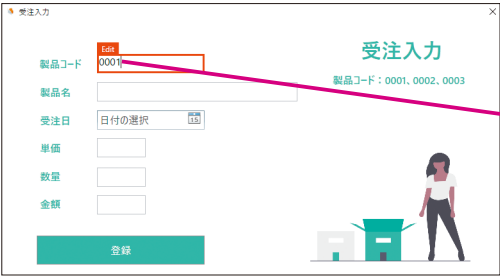 受注入力
受注入力
製品コード：0001、0002、0003
Edit
製品コード
0001
製品名
受注日
日付の選択
15
単価
数量
金額
登録